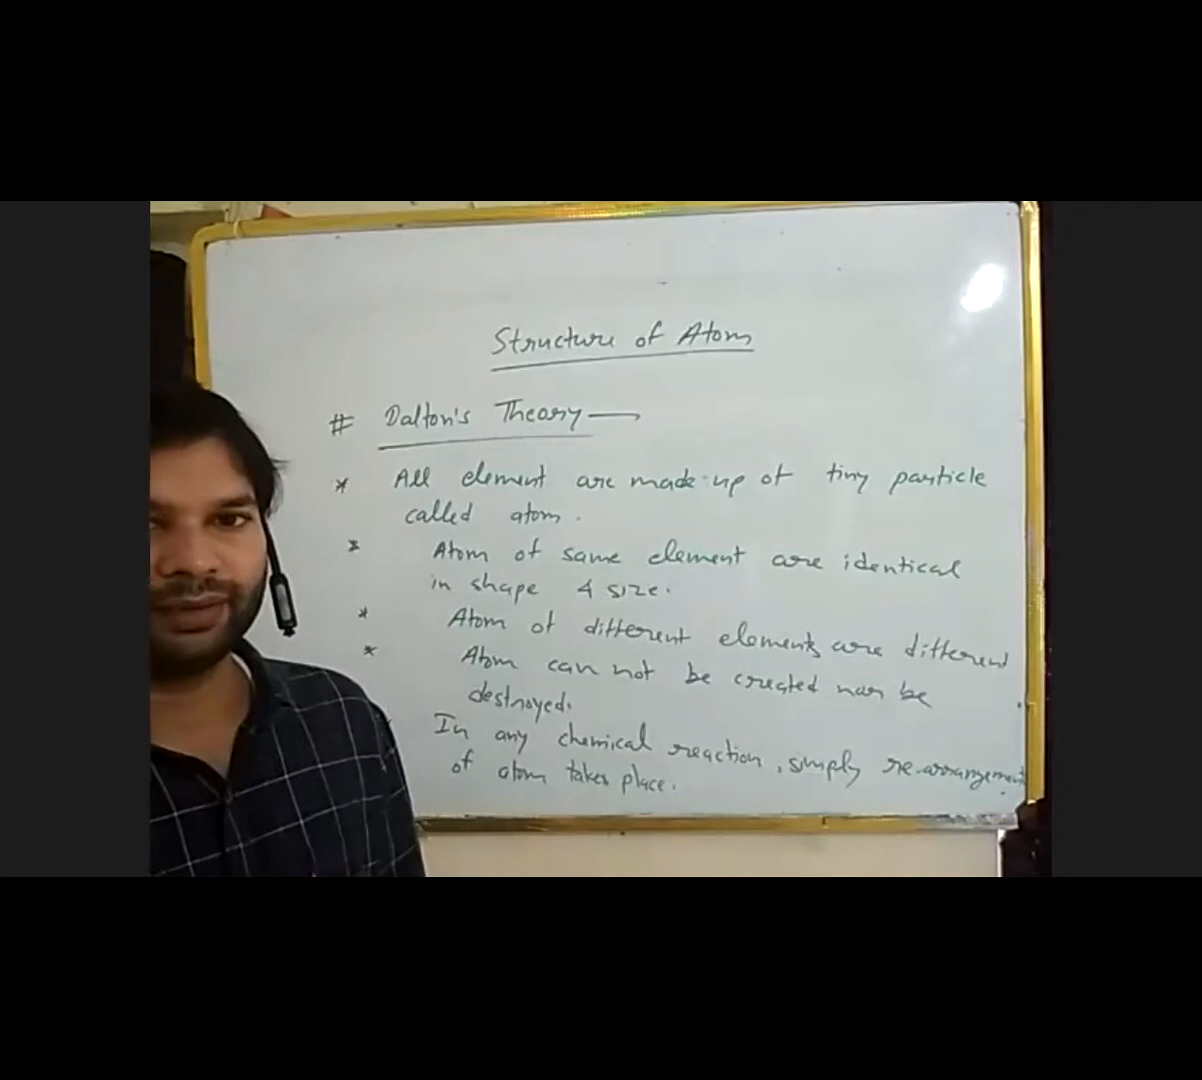 Structure of Atom
# Dalton's Theory →
* All element are made-up of tiny particle
called atom.
* Atom of same element are identical
in shape & size.
* Atom of different elements are different
* Atom can not be created nor be
destroyed.
In any chemical reaction, simply re-arrangement
of atom takes place.